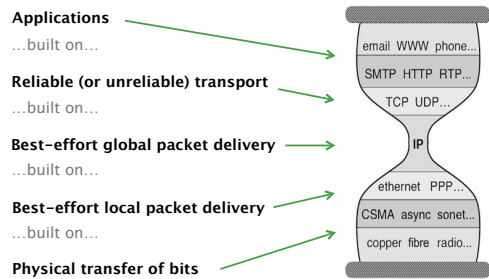 Applications
...built on...
Reliable (or unreliable) transport
...built on...
Best-effort global packet delivery
...built on...
Best-effort local packet delivery
...built on...
Physical transfer of bits
email WWW phone...
SMTP HTTP RTP...
TCP UDP...
IP
ethernet PPP...
CSMA async sonet...
copper fibre radio...